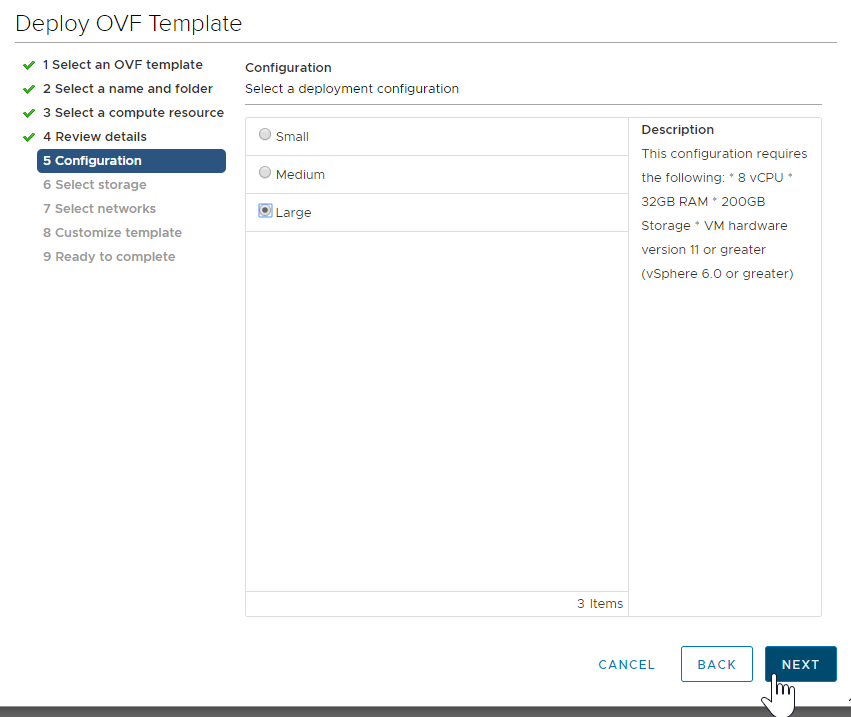 Deploy OVF Template
1 Select an OVF template
2 Select a name and folder
3 Select a compute resource
4 Review details
5 Configuration
6 Select storage
7 Select networks
8 Customize template
9 Ready to complete
Configuration
Select a deployment configuration
Small
Medium
Large
3 Items
Description
This configuration requires
the following: * 8 vCPU *
32GB RAM * 200GB
Storage * VM hardware
version 11 or greater
(vSphere 6.0 or greater)
CANCEL
BACK
NEXT